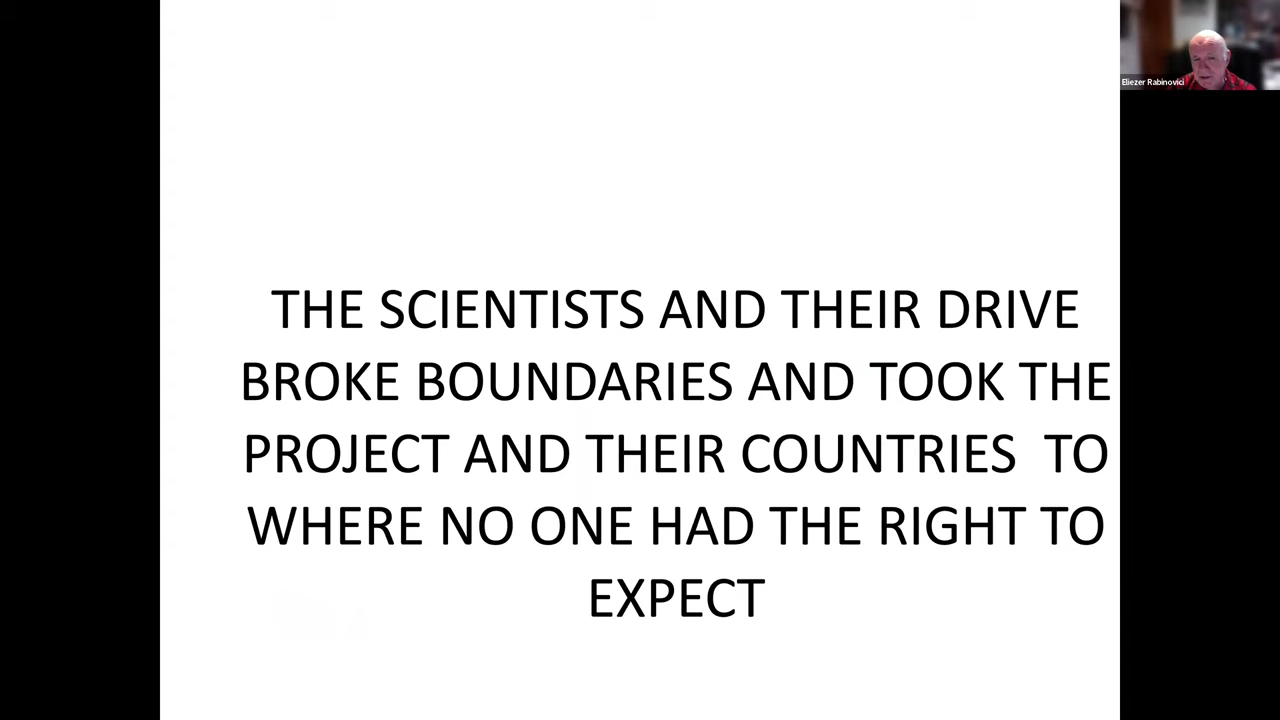 Eliezer Rabinovici
THE SCIENTISTS AND THEIR DRIVE
BROKE BOUNDARIES AND TOOK THE
PROJECT AND THEIR COUNTRIES  TO
WHERE NO ONE HAD THE RIGHT TO
EXPECT